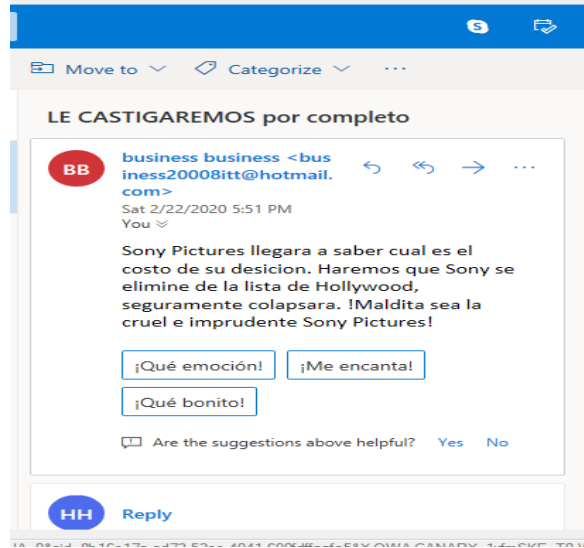 Move to
Categorize
...
LE CASTIGAREMOS por completo
BB
business business <bus
iness20008itt@hotmail.
com>
Sat 2/22/2020 5:51 PM
You
Sony Pictures llegara a saber cual es el
costo de su desicion. Haremos que Sony se
elimine de la lista de Hollywood,
seguramente colapsara. !Maldita sea la
cruel e imprudente Sony Pictures!
¡Qué emoción!
¡Me encanta!
¡Qué bonito!
Are the suggestions above helpful? Yes No
HH
Reply